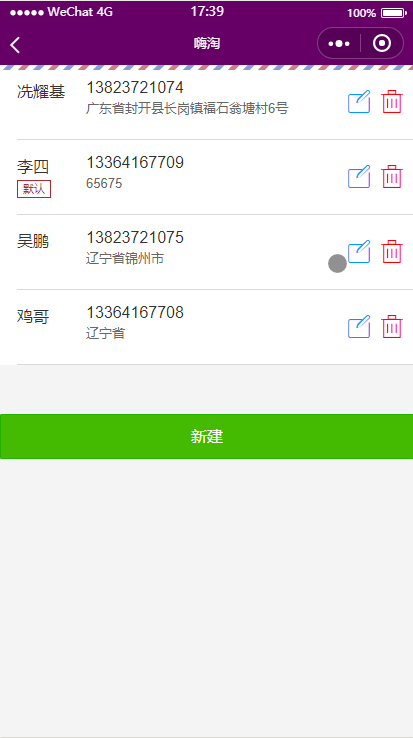 ●●●●● WeChat 4G 17:39 100%
嗨淘
冼耀基 13823721074
广东省封开县长岗镇福石翁塘村6号
李四 13364167709
默认 65675
吴鹏 13823721075
辽宁省锦州市
鸡哥 13364167708
辽宁省
新建